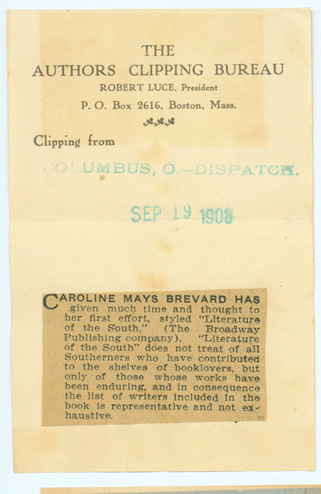 THE
AUTHORS CLIPPING BUREAU
ROBERT LUCE, President
P. O. Box 2616, Boston, Mass.
Clipping from
COLUMBUS, O.—DISPATCH.
SEP 19 1908
CAROLINE MAYS BREVARD HAS
given much time and thought to
her first effort, styled "Literature
of the South," (The Broadway
Publishing company). "Literature
of the South" does not treat of all
Southerners who have contributed
to the shelves of booklovers, but
only of those whose works have
been enduring, and in consequence
the list of writers included in the
book is representative and not ex-
haustive.